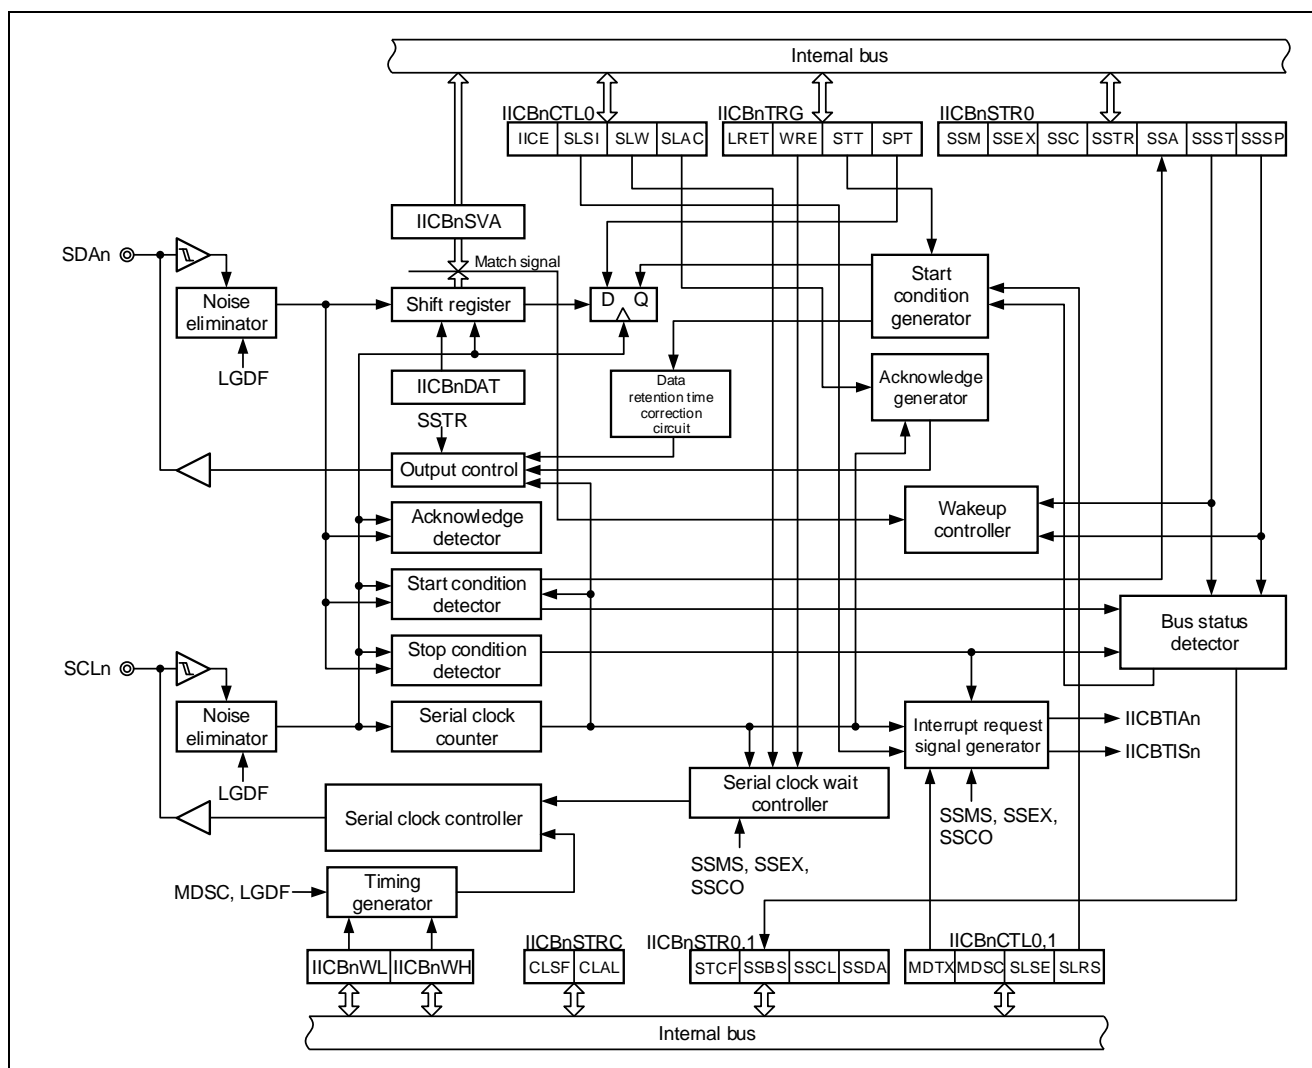 Internal bus
IICBnCTL0
IICBnTRG
IICBnSTR0
IICE SLSI SLW SLAC
LRET WRE STT SPT
SSM SSEX SSC SSTR SSA SSST SSSP
IICBnSVA
SDAn
Match signal
Noise
eliminator
Shift register
D Q
Start
condition
generator
LGDF
IICBnDAT
Data
retention time
correction
circuit
Acknowledge
generator
SSTR
Output control
Acknowledge
detector
Wakeup
controller
Start condition
detector
Bus status
detector
Stop condition
detector
SCLn
Noise
eliminator
Serial clock
counter
Interrupt request
signal generator
IICBTIAn
IICBTISn
LGDF
Serial clock controller
Serial clock wait
controller
SSMS, SSEX,
SSCO
SSMS, SSEX,
SSCO
MDSC, LGDF
Timing
generator
IICBnSTRC
IICBnSTR0,1
IICBnCTL0,1
IICBnWL IICBnWH
CLSF CLAL
STCF SSBS SSCL SSDA
MDTX MDSC SLSE SLRS
Internal bus